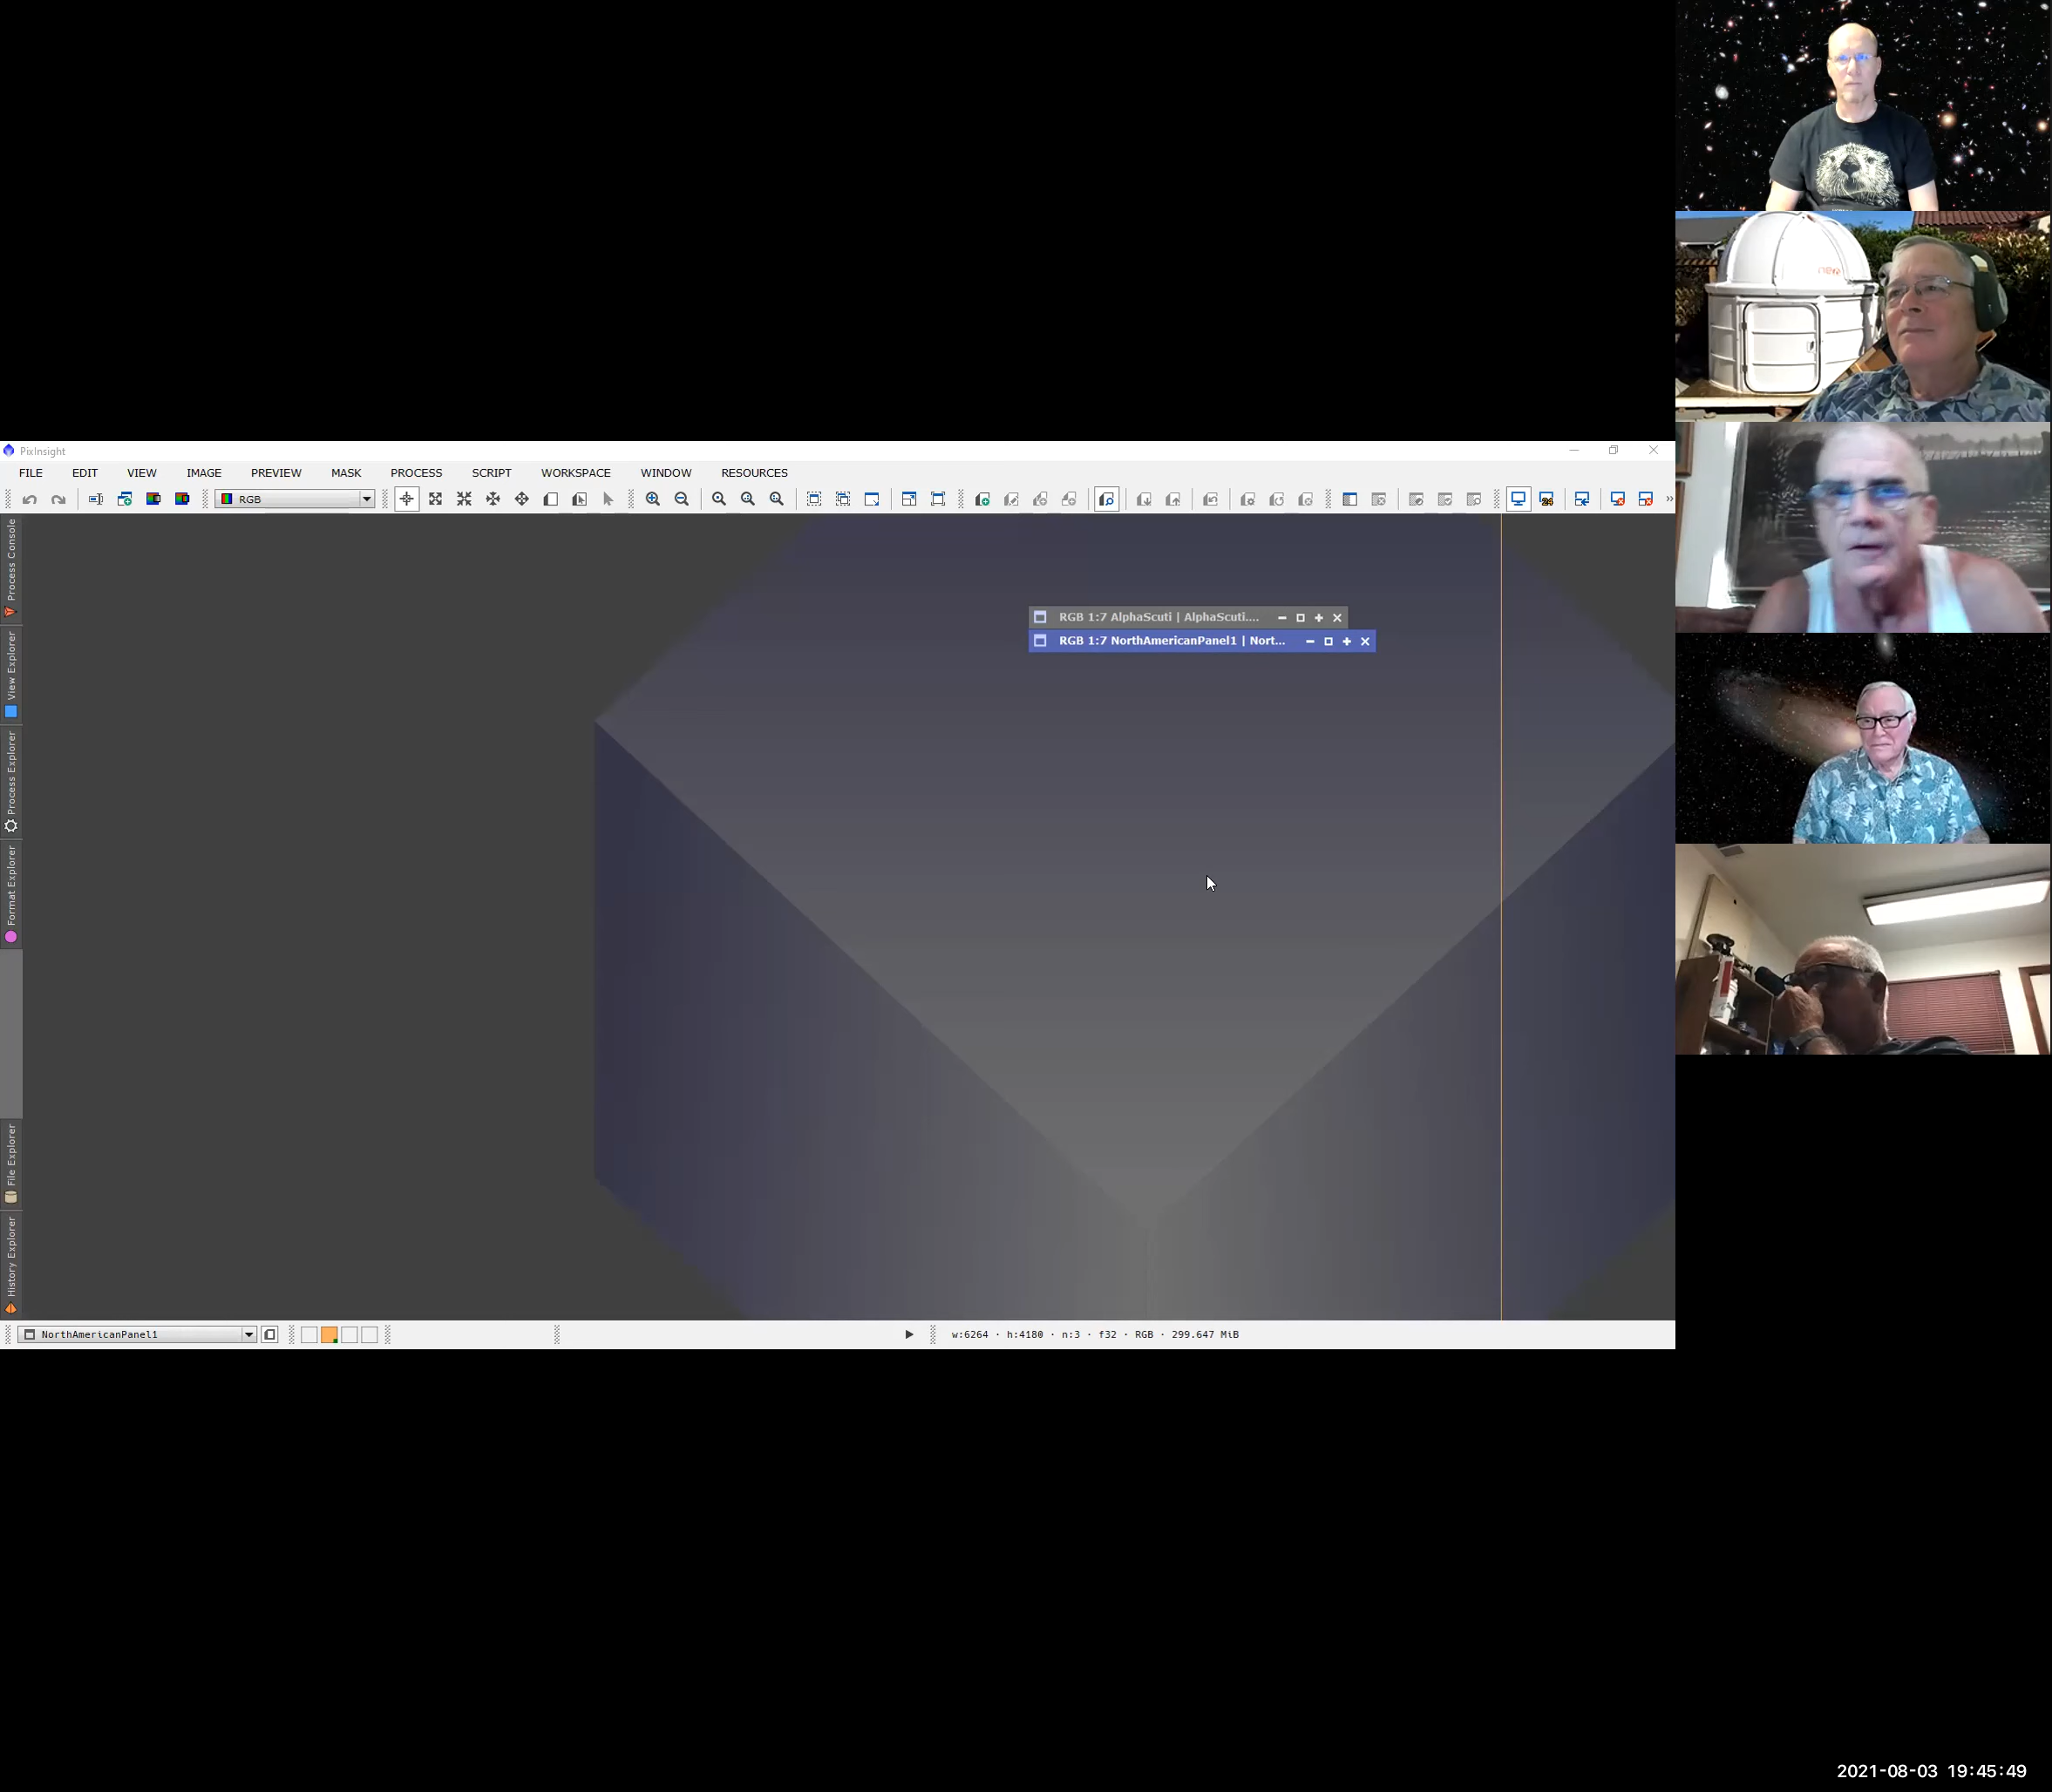 PixInsight
FILE EDIT VIEW IMAGE PREVIEW MASK PROCESS SCRIPT WORKSPACE WINDOW RESOURCES
RGB
Process Console
View Explorer
Process Explorer
Format Explorer
File Explorer
History Explorer
RGB 1:7 AlphaScuti | AlphaScuti....
RGB 1:7 NorthAmericanPanel1 | Nort...
NorthAmericanPanel1
w:6264 · h:4180 · n:3 · f32 · RGB · 299.647 MiB
2021-08-03 19:45:49